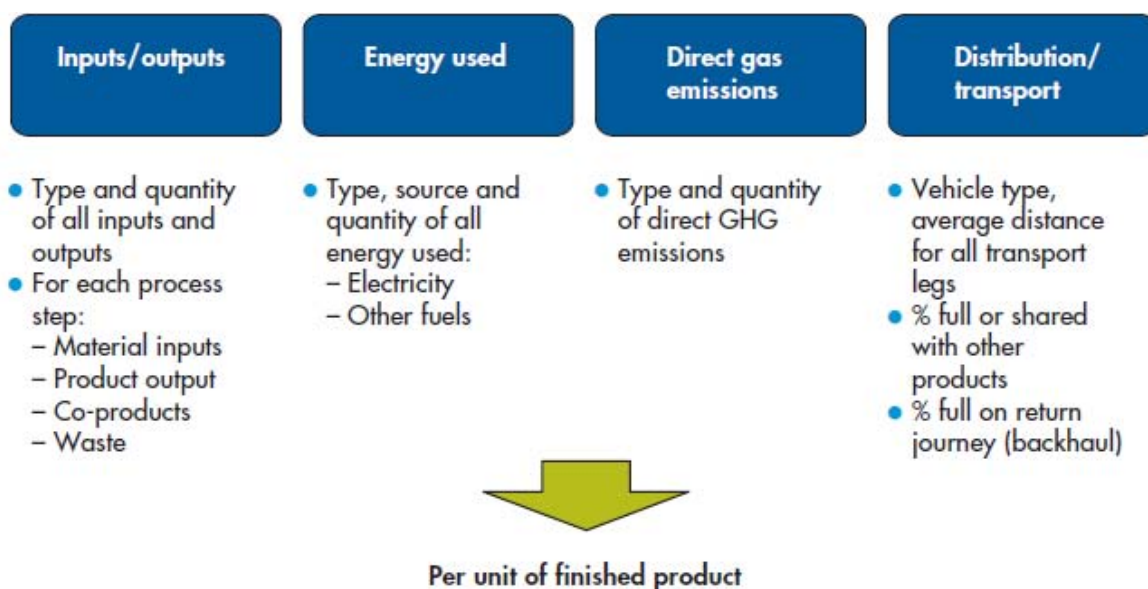 Inputs/outputs
● Type and quantity
of all inputs and
outputs
● For each process
step:
– Material inputs
– Product output
– Co-products
– Waste
Energy used
● Type, source and
quantity of all
energy used:
– Electricity
– Other fuels
Direct gas
emissions
● Type and quantity
of direct GHG
emissions
Distribution/
transport
● Vehicle type,
average distance
for all transport
legs
● % full or shared
with other
products
● % full on return
journey (backhaul)
Per unit of finished product